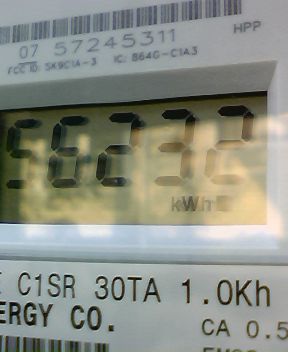 HPP
07 57245311
FCC ID: SK9C1A-3 IC: 864G-C1A3
56232
kWh
C1SR 30TA 1.0Kh
ERGY CO.
CA 0.5